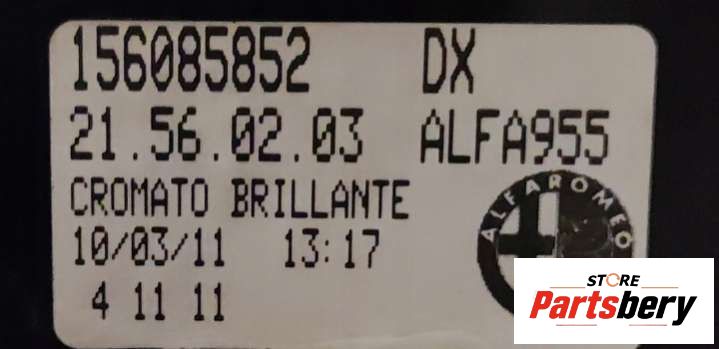 156085852 DX
21.56.02.03 ALFA955
CROMATO BRILLANTE
10/03/11 13:17
4 11 11
ALFA ROMEO
STORE
Partsbery